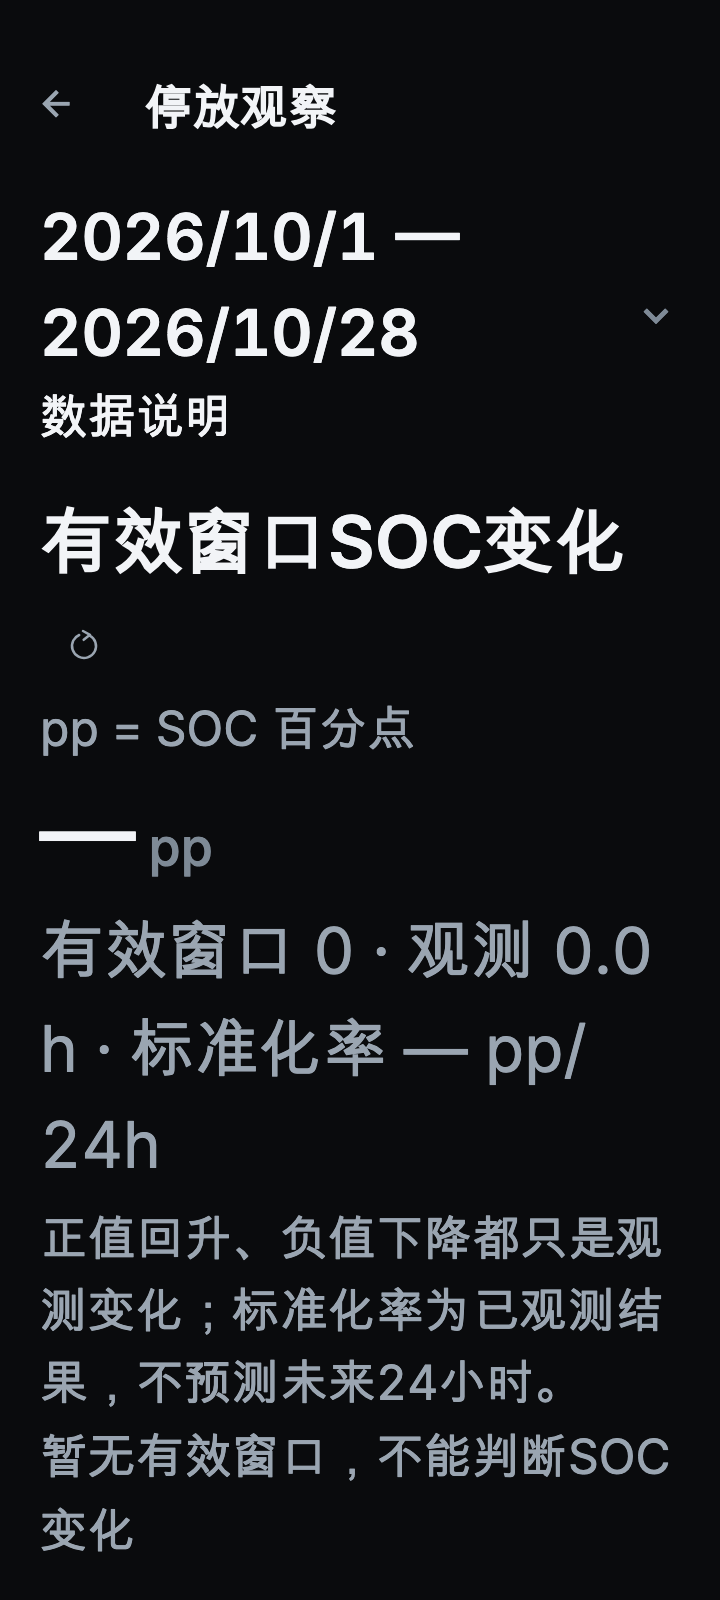 停放观察
2026/10/1 —
2026/10/28
数据说明
有效窗口SOC变化
pp = SOC 百分点
— pp
有效窗口 0 · 观测 0.0
h · 标准化率 — pp/
24h
正值回升、负值下降都只是观
测变化；标准化率为已观测结
果，不预测未来24小时。
暂无有效窗口，不能判断SOC
变化